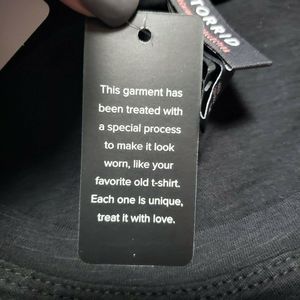 TORRID
This garment has
been treated with
a special process
to make it look
worn, like your
favorite old t-shirt.
Each one is unique,
treat it with love.